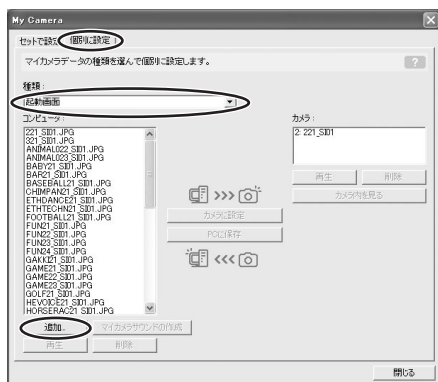 My Camera
セットで設定
個別に設定
マイカメラデータの種類を選んで個別に設定します。
?
種類:
起動画面
コンピュータ:
221_SI01.JPG
321_SI01.JPG
ANIMAL022_SI01.JPG
ANIMAL023_SI01.JPG
BABY21_SI01.JPG
BAR21_SI01.JPG
BASEBALL21_SI01.JPG
CHIMPAN21_SI01.JPG
ETHDANCE21_SI01.JPG
ETHTECHN21_SI01.JPG
FOOTBALL21_SI01.JPG
FUN21_SI01.JPG
FUN22_SI01.JPG
FUN23_SI01.JPG
FUN24_SI01.JPG
GAKKI21_SI01.JPG
GAME21_SI01.JPG
GAME22_SI01.JPG
GAME23_SI01.JPG
GOLF21_SI01.JPG
HEVOICE21_SI01.JPG
HORSERAC21_SI01.JPG
カメラに設定
PCに保存
カメラ:
2: 221_SI01
再生
削除
カメラ内を見る
追加...
マイカメラサウンドの作成
再生
削除
閉じる